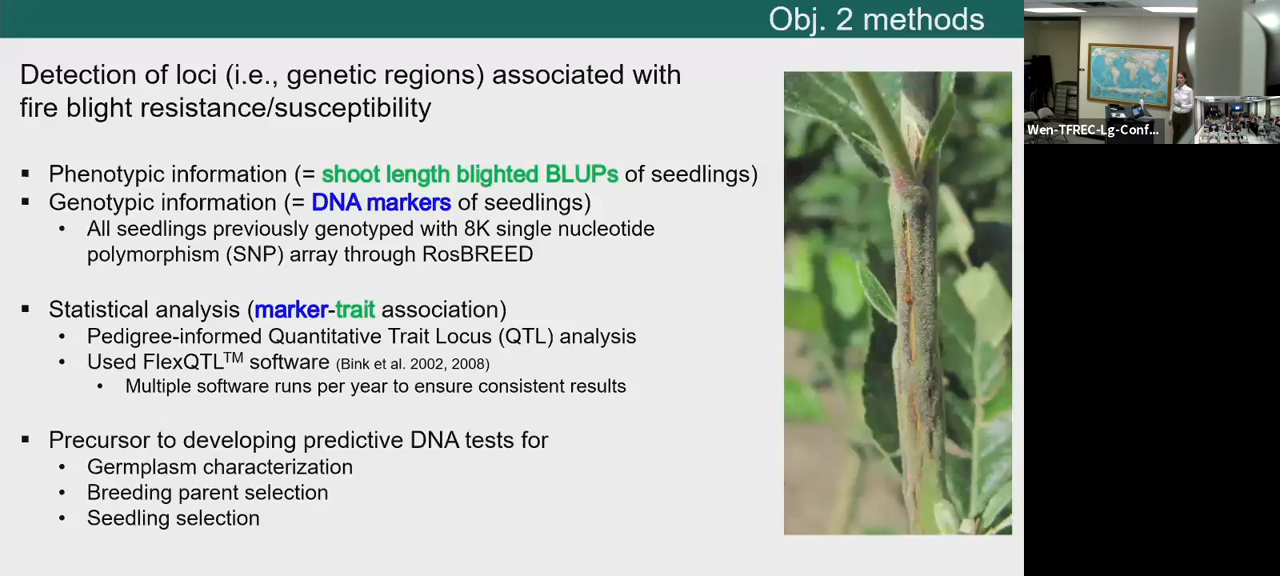 Obj. 2 methods
Detection of loci (i.e., genetic regions) associated with
fire blight resistance/susceptibility
▪ Phenotypic information (= shoot length blighted BLUPs of seedlings)
▪ Genotypic information (= DNA markers of seedlings)
• All seedlings previously genotyped with 8K single nucleotide
polymorphism (SNP) array through RosBREED
▪ Statistical analysis (marker-trait association)
• Pedigree-informed Quantitative Trait Locus (QTL) analysis
• Used FlexQTL™ software (Bink et al. 2002, 2008)
• Multiple software runs per year to ensure consistent results
▪ Precursor to developing predictive DNA tests for
• Germplasm characterization
• Breeding parent selection
• Seedling selection
Wen-TFREC-Lg-Conf...